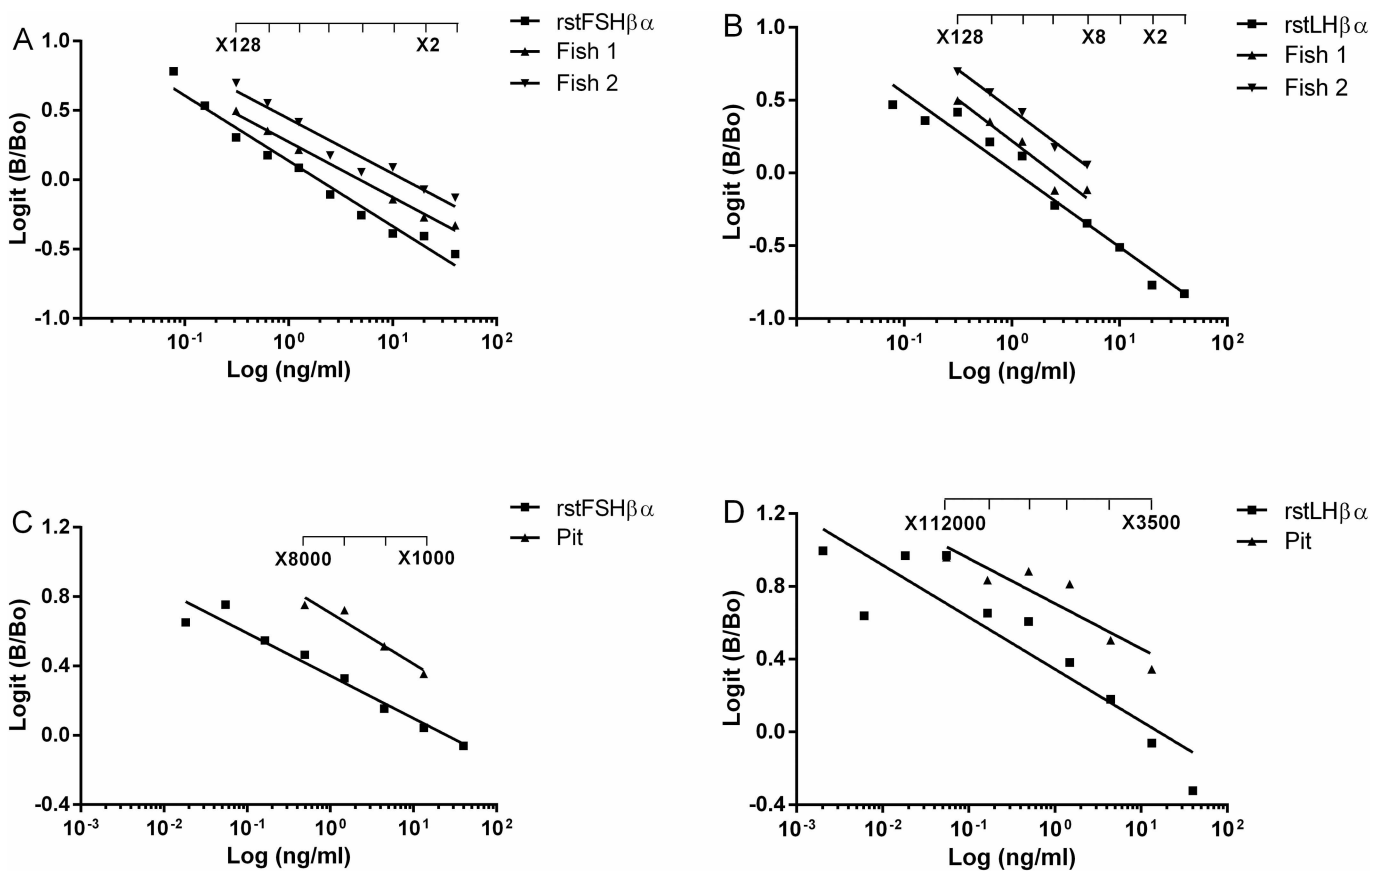 A
X128 X2
rstFSHβα
Fish 1
Fish 2
1.0
0.5
0.0
-0.5
-1.0
Logit (B/Bo)
10-1 100 101 102
Log (ng/ml)
B
X128 X8 X2
rstLHβα
Fish 1
Fish 2
1.0
0.5
0.0
-0.5
-1.0
Logit (B/Bo)
10-1 100 101 102
Log (ng/ml)
C
X8000 X1000
rstFSHβα
Pit
1.2
0.8
0.4
0.0
-0.4
Logit (B/Bo)
10-3 10-2 10-1 100 101 102
Log (ng/ml)
D
X112000 X3500
rstLHβα
Pit
1.2
0.8
0.4
0.0
-0.4
Logit (B/Bo)
10-3 10-2 10-1 100 101 102
Log (ng/ml)